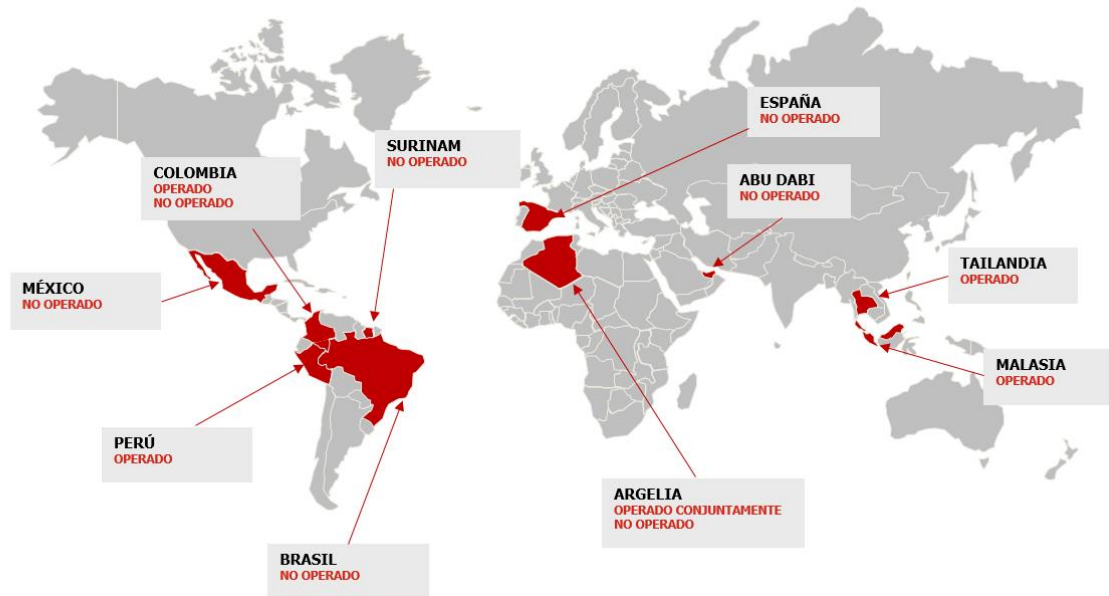 ESPAÑA
NO OPERADO
SURINAM
NO OPERADO
COLOMBIA
OPERADO
NO OPERADO
ABU DABI
NO OPERADO
TAILANDIA
OPERADO
MÉXICO
NO OPERADO
MALASIA
OPERADO
PERÚ
OPERADO
ARGELIA
OPERADO CONJUNTAMENTE
NO OPERADO
BRASIL
NO OPERADO